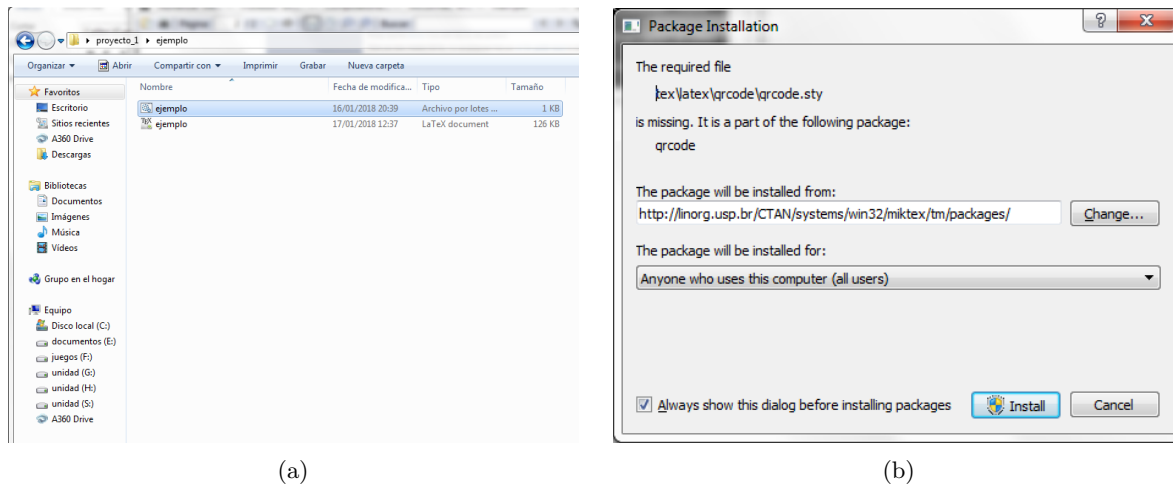 proyecto_1 ▸ ejemplo
Organizar Abrir Compartir con Imprimir Grabar Nueva carpeta
Favoritos
Escritorio
Sitios recientes
A360 Drive
Descargas
Bibliotecas
Documentos
Imágenes
Música
Vídeos
Grupo en el hogar
Equipo
Disco local (C:)
documentos (E:)
juegos (F:)
unidad (G:)
unidad (H:)
unidad (S:)
A360 Drive
Nombre Fecha de modifica... Tipo Tamaño
ejemplo 16/01/2018 20:39 Archivo por lotes ... 1 KB
ejemplo 17/01/2018 12:37 LaTeX document 126 KB
(a)
Package Installation
The required file
tex\latex\qrcode\qrcode.sty
is missing. It is a part of the following package:
qrcode
The package will be installed from:
http://linorg.usp.br/CTAN/systems/win32/miktex/tm/packages/ Change...
The package will be installed for:
Anyone who uses this computer (all users)
Always show this dialog before installing packages Install Cancel
(b)